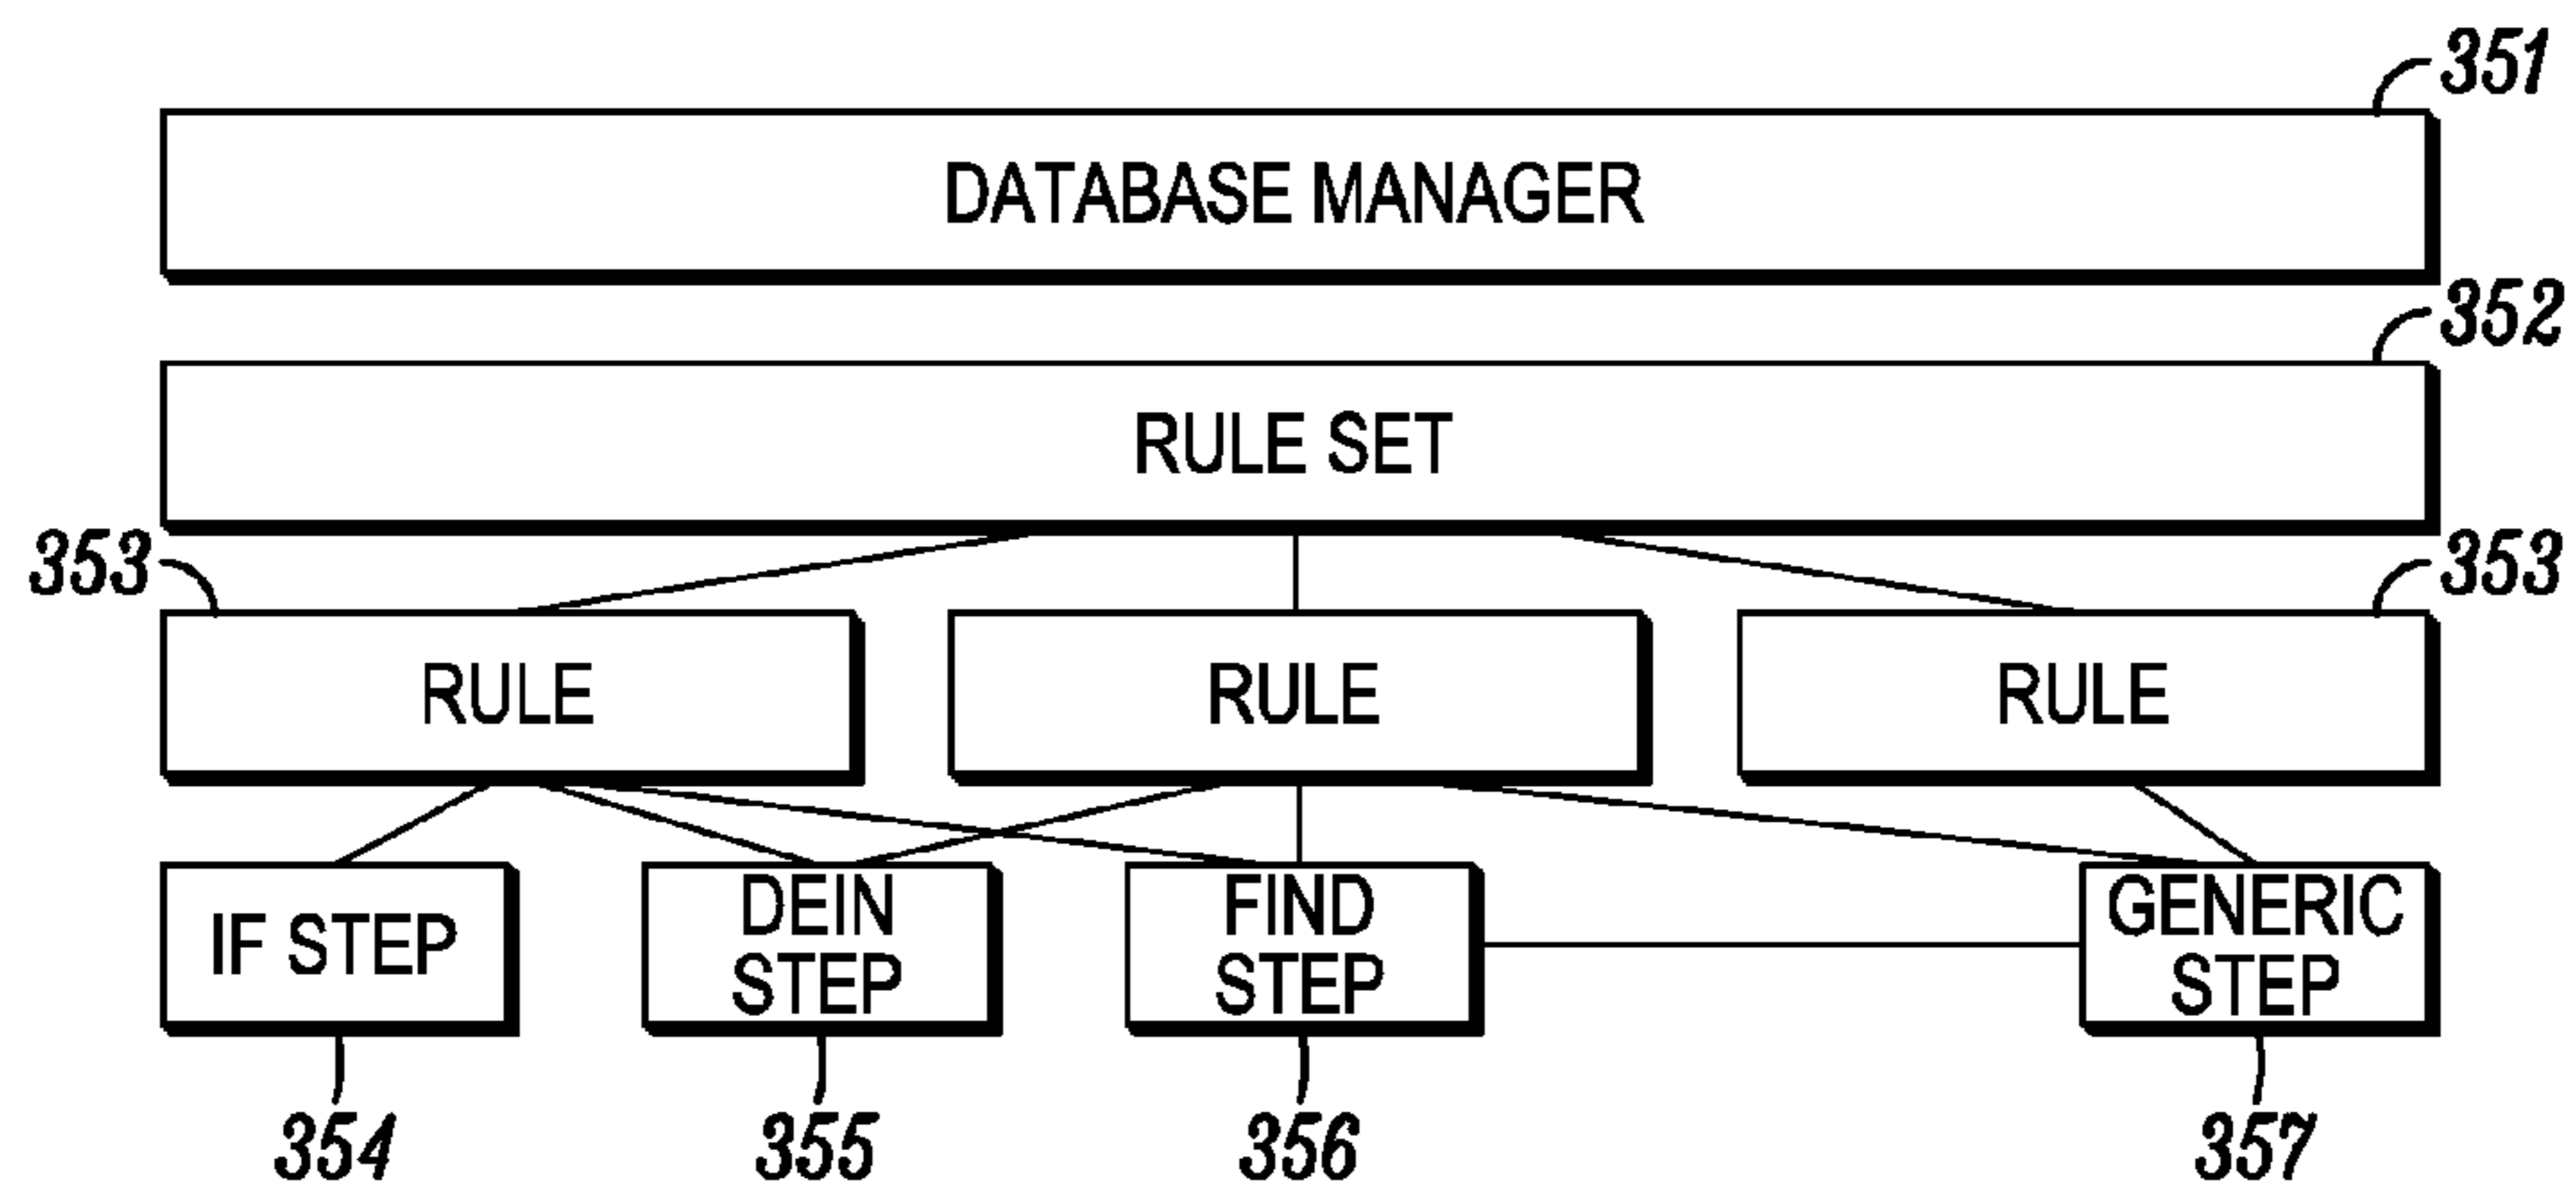 351
DATABASE MANAGER
352
RULE SET
353
353
RULE
RULE
RULE
IF STEP
DEIN
STEP
FIND
STEP
GENERIC
STEP
354
355
356
357